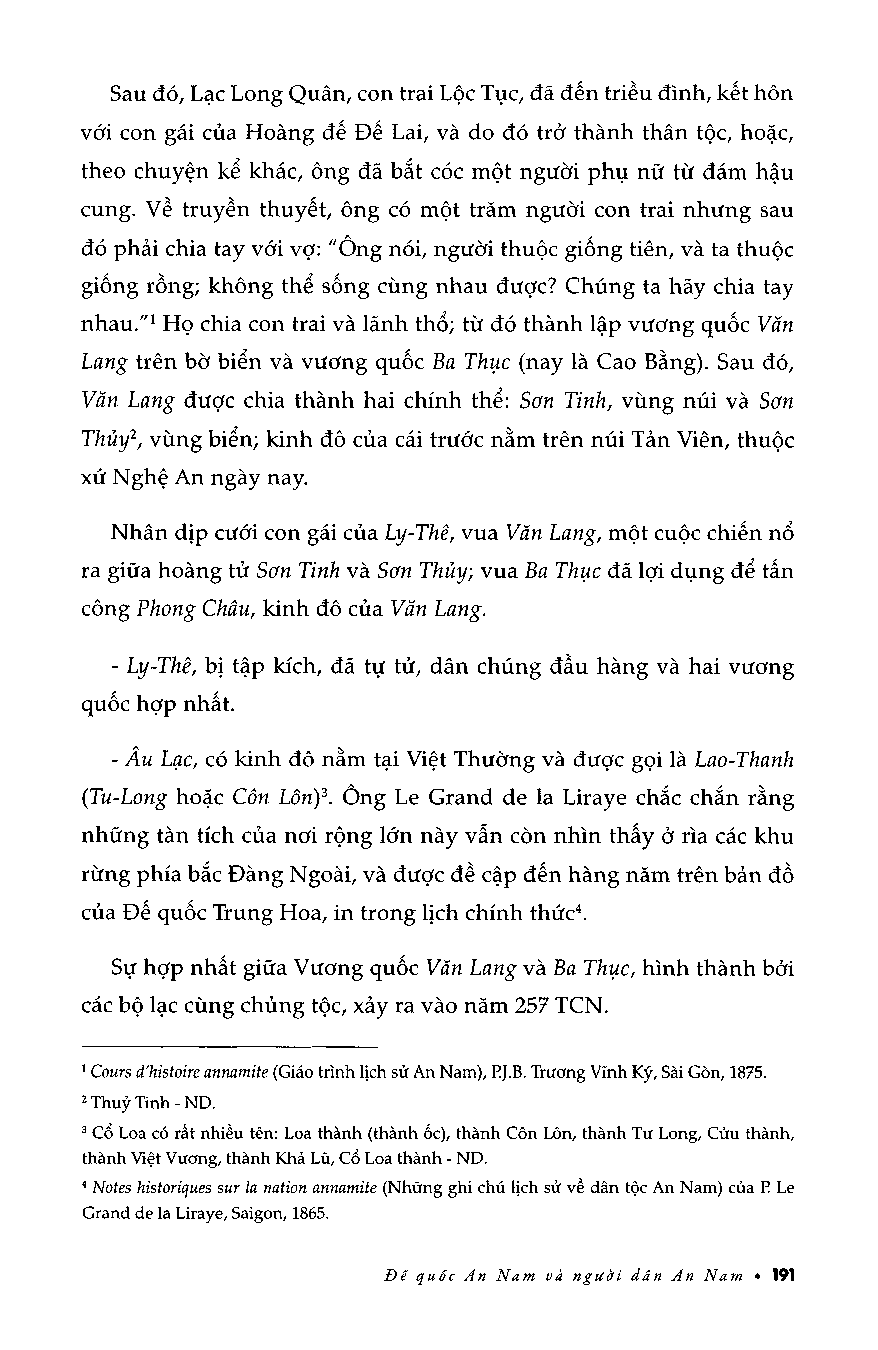 Sau đó, Lạc Long Quân, con trai Lộc Tục, đã đến triều đình, kết hôn
với con gái của Hoàng đế Đế Lai, và do đó trở thành thân tộc, hoặc,
theo chuyện kể khác, ông đã bắt cóc một người phụ nữ từ đám hậu
cung. Về truyền thuyết, ông có một trăm người con trai nhưng sau
đó phải chia tay với vợ: "Ông nói, người thuộc giống tiên, và ta thuộc
giống rồng; không thể sống cùng nhau được? Chúng ta hãy chia tay
nhau."¹ Họ chia con trai và lãnh thổ; từ đó thành lập vương quốc Văn
Lang trên bờ biển và vương quốc Ba Thục (nay là Cao Bằng). Sau đó,
Văn Lang được chia thành hai chính thể: Sơn Tinh, vùng núi và Sơn
Thủy², vùng biển; kinh đô của cái trước nằm trên núi Tản Viên, thuộc
xứ Nghệ An ngày nay.
Nhân dịp cưới con gái của Ly-Thê, vua Văn Lang, một cuộc chiến nổ
ra giữa hoàng tử Sơn Tinh và Sơn Thủy; vua Ba Thục đã lợi dụng để tấn
công Phong Châu, kinh đô của Văn Lang.
- Ly-Thê, bị tập kích, đã tự tử, dân chúng đầu hàng và hai vương
quốc hợp nhất.
- Âu Lạc, có kinh đô nằm tại Việt Thường và được gọi là Lao-Thanh
(Tu-Long hoặc Côn Lôn)³. Ông Le Grand de la Liraye chắc chắn rằng
những tàn tích của nơi rộng lớn này vẫn còn nhìn thấy ở rìa các khu
rừng phía bắc Đàng Ngoài, và được đề cập đến hàng năm trên bản đồ
của Đế quốc Trung Hoa, in trong lịch chính thức⁴.
Sự hợp nhất giữa Vương quốc Văn Lang và Ba Thục, hình thành bởi
các bộ lạc cùng chủng tộc, xảy ra vào năm 257 TCN.
¹ Cours d'histoire annamite (Giáo trình lịch sử An Nam), P.J.B. Trương Vĩnh Ký, Sài Gòn, 1875.
² Thuỷ Tinh - ND.
³ Cổ Loa có rất nhiều tên: Loa thành (thành ốc), thành Côn Lôn, thành Tư Long, Cửu thành,
thành Việt Vương, thành Khả Lũ, Cổ Loa thành - ND.
⁴ Notes historiques sur la nation annamite (Những ghi chú lịch sử về dân tộc An Nam) của P. Le
Grand de la Liraye, Saigon, 1865.
Đế quốc An Nam và người dân An Nam • 191